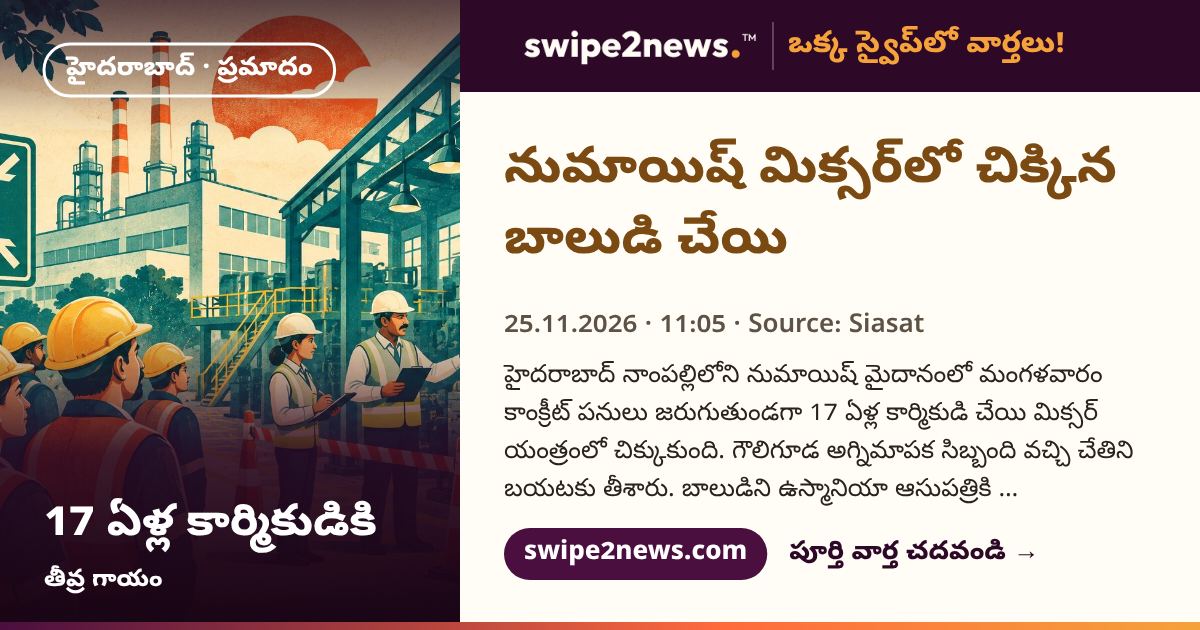 హైదరాబాద్ · ప్రమాదం
17 ఏళ్ల కార్మికుడికి
తీవ్ర గాయం
swipe2news.™ ఒక్క స్వైప్‌లో వార్తలు!
నుమాయిష్ మిక్సర్‌లో చిక్కిన
బాలుడి చేయి
25.11.2026 · 11:05 · Source: Siasat
హైదరాబాద్ నాంపల్లిలోని నుమాయిష్ మైదానంలో మంగళవారం
కాంక్రీట్ పనులు జరుగుతుండగా 17 ఏళ్ల కార్మికుడి చేయి మిక్సర్
యంత్రంలో చిక్కుకుంది. గౌలిగూడ అగ్నిమాపక సిబ్బంది వచ్చి చేతిని
బయటకు తీశారు. బాలుడిని ఉస్మానియా ఆసుపత్రికి ...
swipe2news.com పూర్తి వార్త చదవండి →